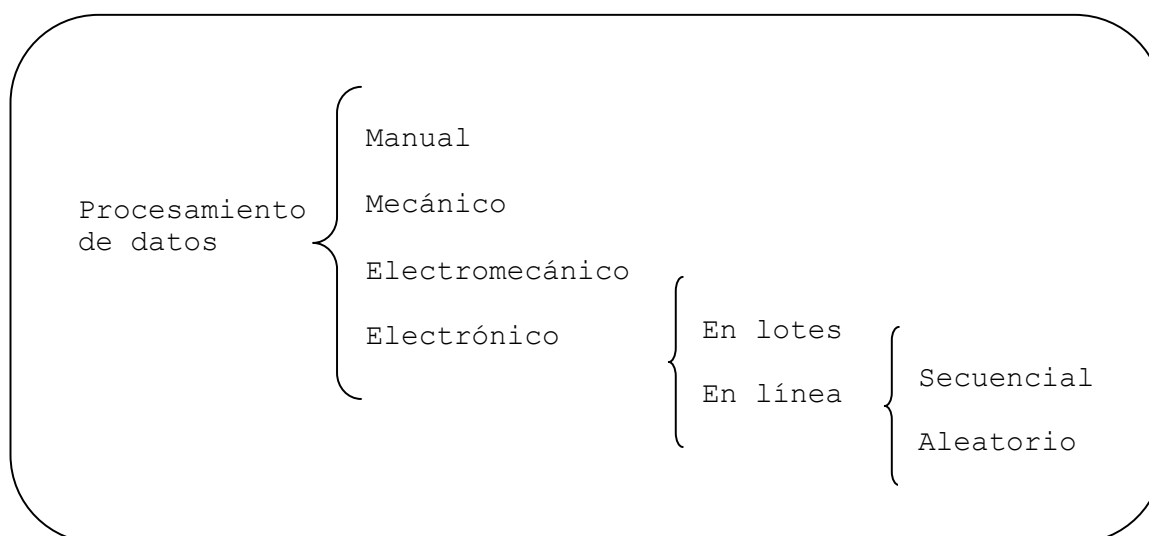 Procesamiento
de datos
Manual
Mecánico
Electromecánico
Electrónico
En lotes
En línea
Secuencial
Aleatorio